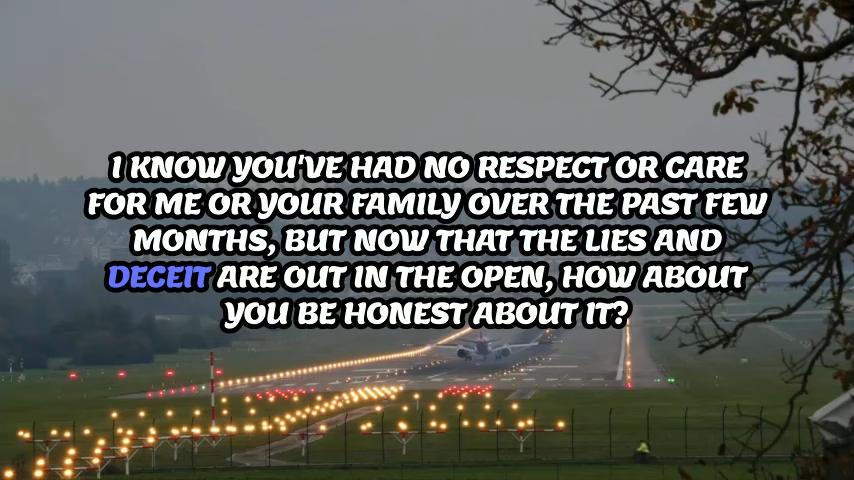 I KNOW YOU'VE HAD NO RESPECT OR CARE
FOR ME OR YOUR FAMILY OVER THE PAST FEW
MONTHS, BUT NOW THAT THE LIES AND
DECEIT ARE OUT IN THE OPEN, HOW ABOUT
YOU BE HONEST ABOUT IT?